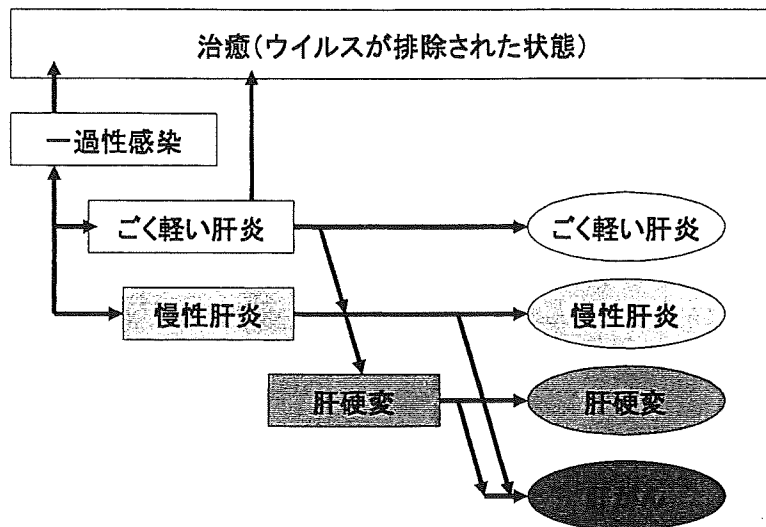 治癒(ウイルスが排除された状態)
一過性感染
ごく軽い肝炎
ごく軽い肝炎
慢性肝炎
慢性肝炎
肝硬変
肝硬変